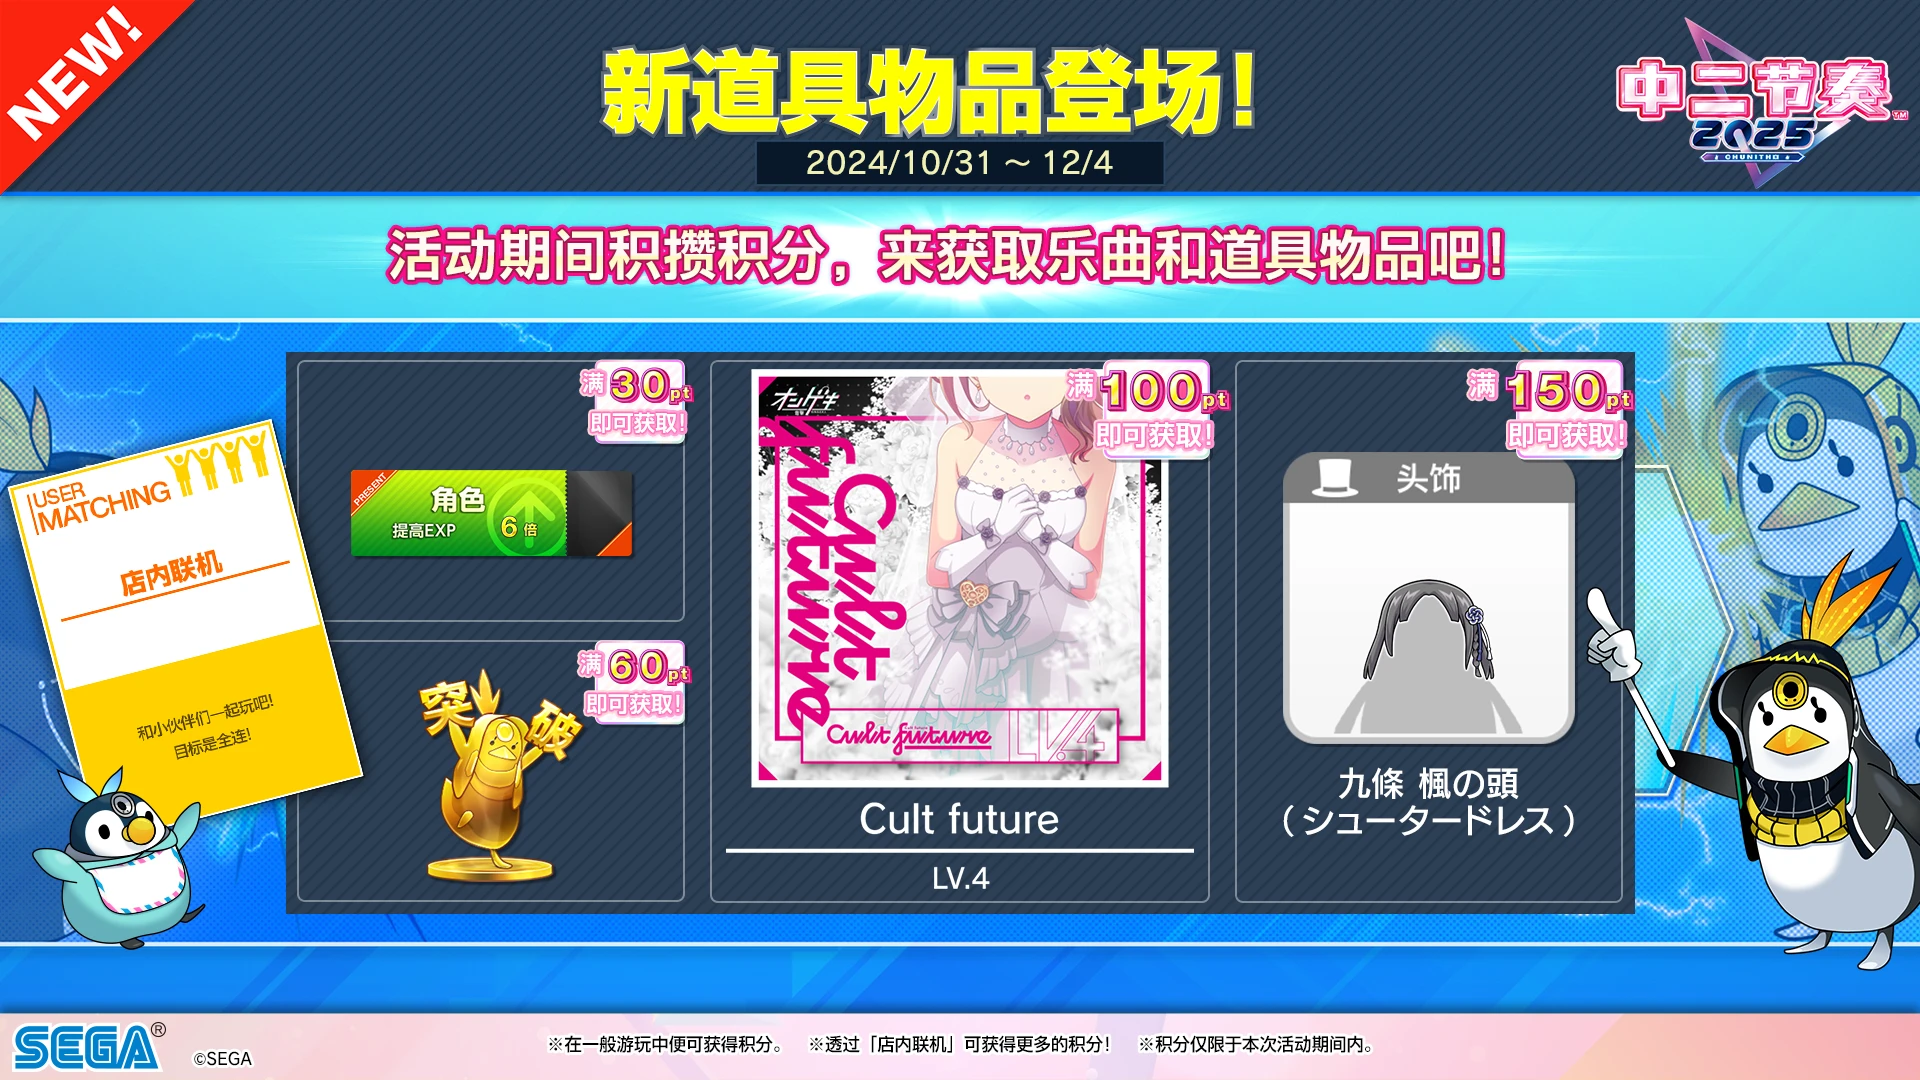 NEW!
新道具物品登场!
2024/10/31 ～ 12/4
中二节奏 TM
2025
CHUNITHM
活动期间积攒积分，来获取乐曲和道具物品吧!
USER
MATCHING
店内联机
和小伙伴们一起玩吧!
目标是全连!
满30pt
即可获取!
PRESENT
角色
提高EXP 6倍
满60pt
即可获取!
突破
满100pt
即可获取!
オンゲキ
Cult
future
Cult future
LV.4
Cult future
LV.4
满150pt
即可获取!
头饰
九條 楓の頭
（シュータードレス）
SEGA®
©SEGA
※在一般游玩中便可获得积分。 ※透过「店内联机」可获得更多的积分! ※积分仅限于本次活动期间内。